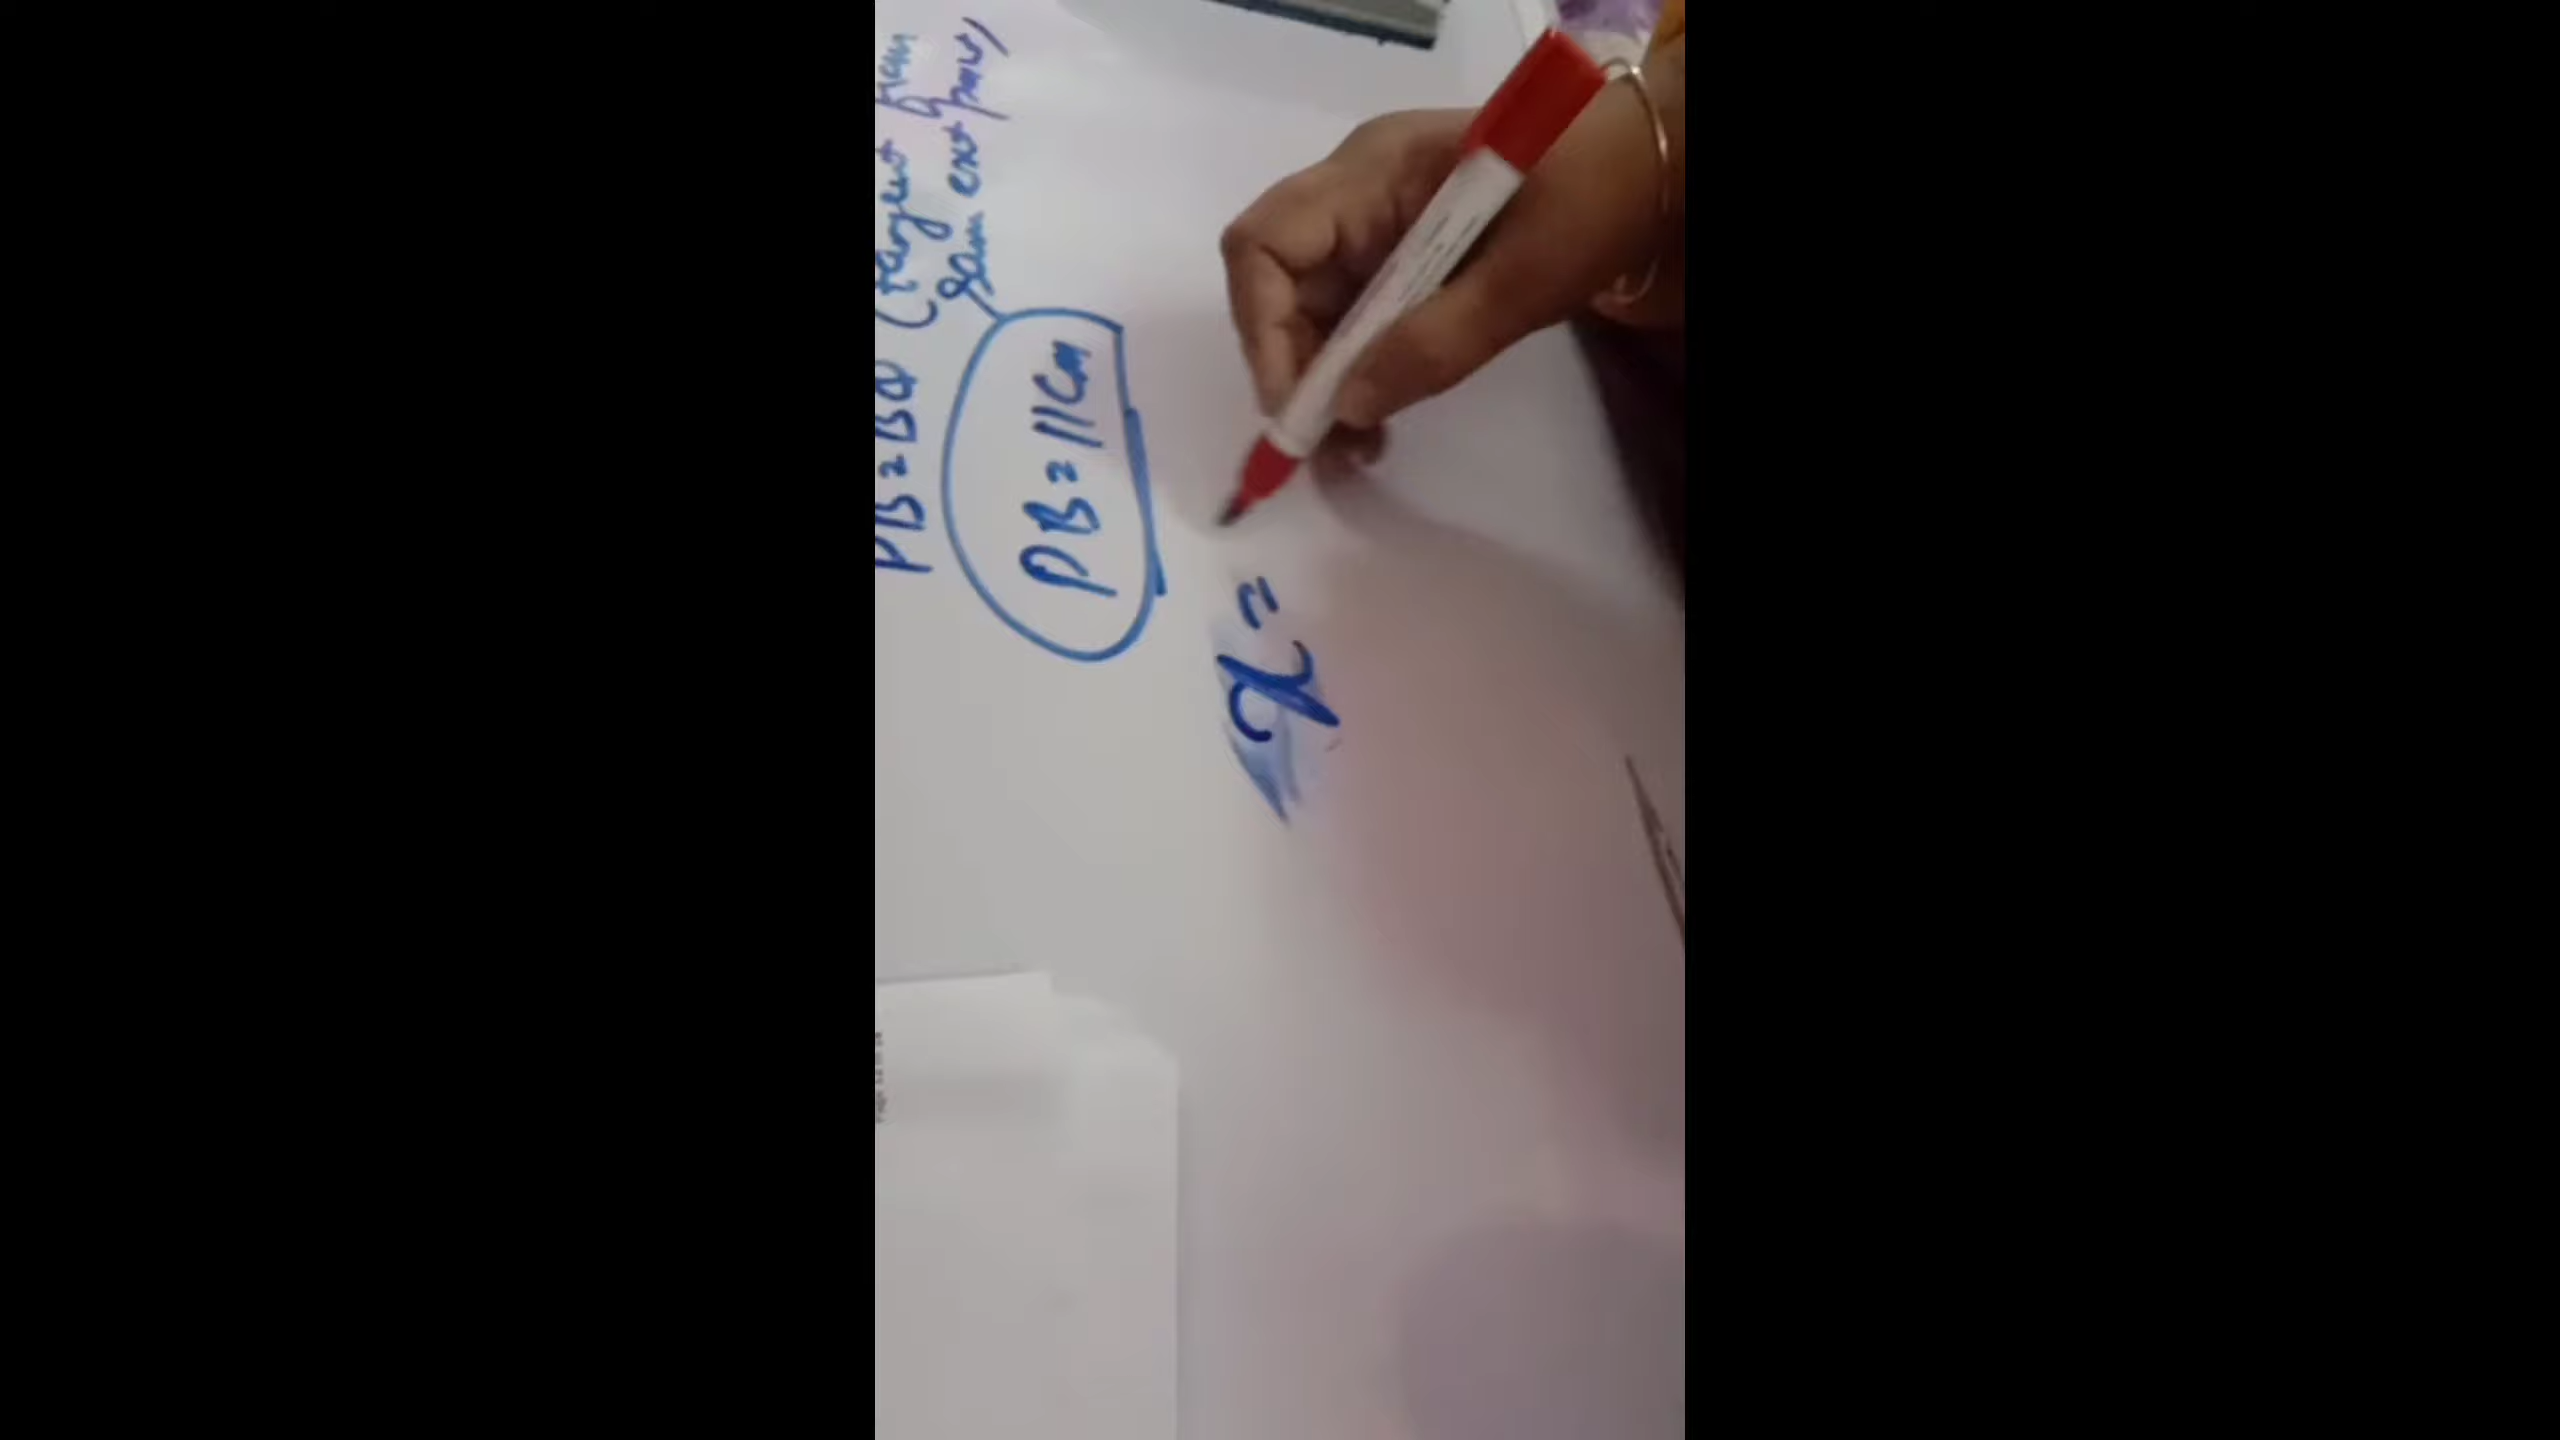 PB = BQ (tangent from
same ext point)
PB = 11 cm
x =